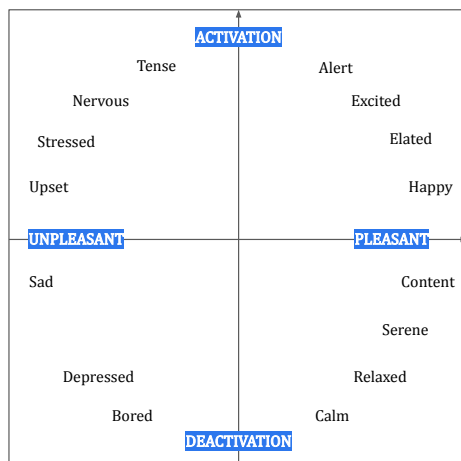 ACTIVATION
Tense
Alert
Nervous
Excited
Stressed
Elated
Upset
Happy
UNPLEASANT
PLEASANT
Sad
Content
Serene
Depressed
Relaxed
Bored
Calm
DEACTIVATION